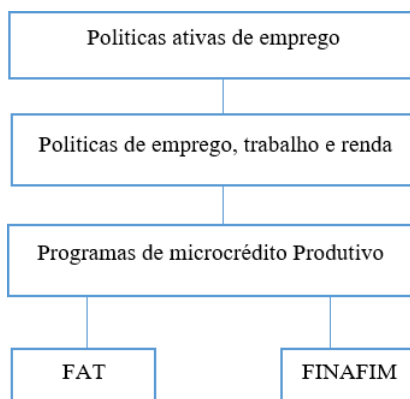 Politicas ativas de emprego
Politicas de emprego, trabalho e renda
Programas de microcrédito Produtivo
FAT
FINAFIM